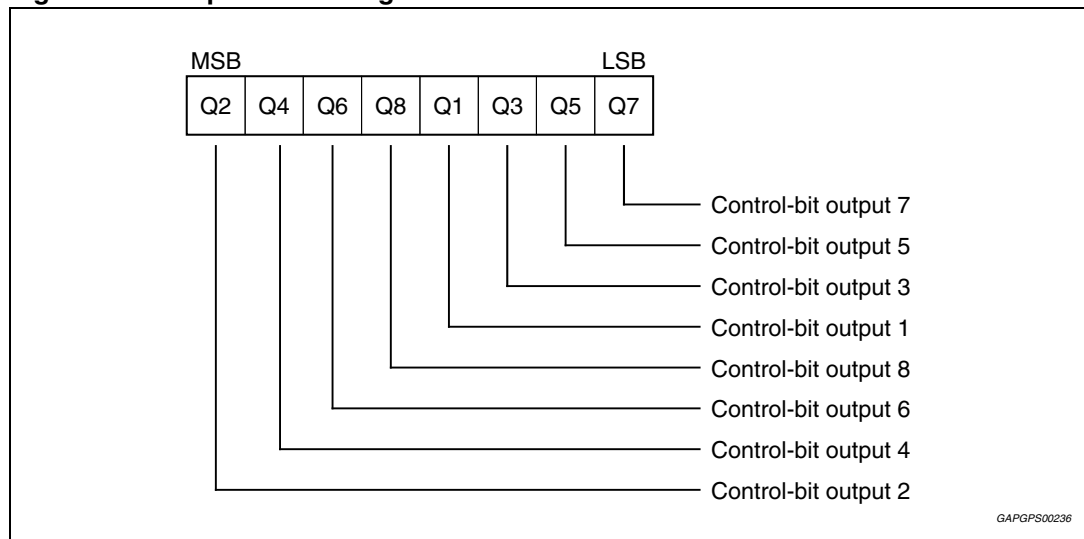 MSB LSB
Q2 Q4 Q6 Q8 Q1 Q3 Q5 Q7
Control-bit output 7
Control-bit output 5
Control-bit output 3
Control-bit output 1
Control-bit output 8
Control-bit output 6
Control-bit output 4
Control-bit output 2
GAPGPS00236